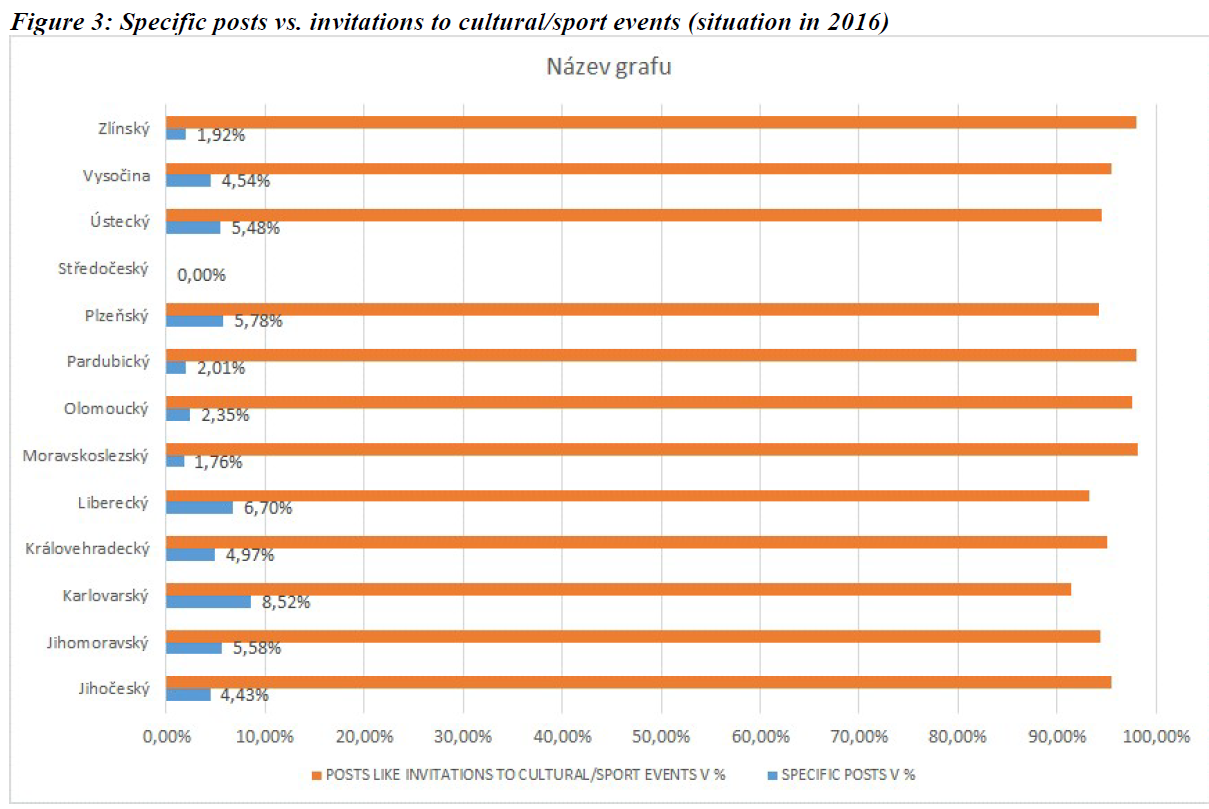 Figure 3: Specific posts vs. invitations to cultural/sport events (situation in 2016)
Název grafu
Zlínský
1,92%
Vysočina
4,54%
Ústecký
5,48%
Středočeský
0,00%
Plzeňský
5,78%
Pardubický
2,01%
Olomoucký
2,35%
Moravskoslezský
1,76%
Liberecký
6,70%
Královehradecký
4,97%
Karlovarský
8,52%
Jihomoravský
5,58%
Jihočeský
4,43%
0,00% 10,00% 20,00% 30,00% 40,00% 50,00% 60,00% 70,00% 80,00% 90,00% 100,00%
POSTS LIKE INVITATIONS TO CULTURAL/SPORT EVENTS V % SPECIFIC POSTS V %